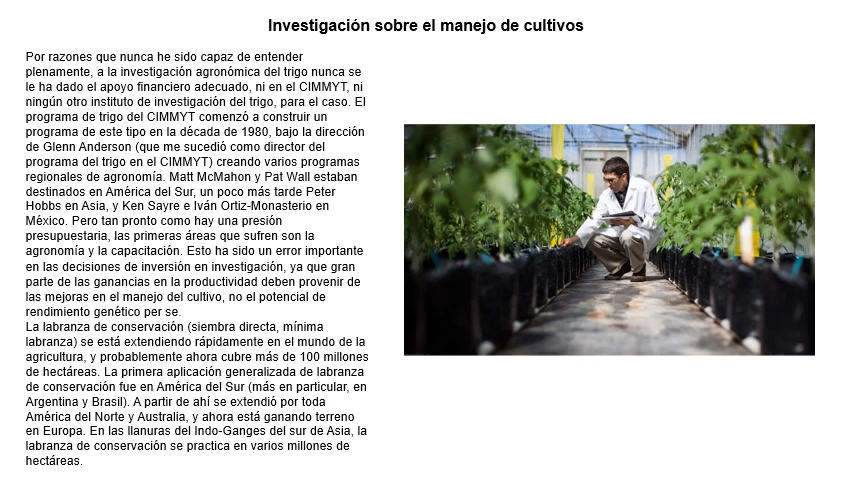 Investigación sobre el manejo de cultivos
Por razones que nunca he sido capaz de entender
plenamente, a la investigación agronómica del trigo nunca se
le ha dado el apoyo financiero adecuado, ni en el CIMMYT, ni
ningún otro instituto de investigación del trigo, para el caso. El
programa de trigo del CIMMYT comenzó a construir un
programa de este tipo en la década de 1980, bajo la dirección
de Glenn Anderson (que me sucedió como director del
programa del trigo en el CIMMYT) creando varios programas
regionales de agronomía. Matt McMahon y Pat Wall estaban
destinados en América del Sur, un poco más tarde Peter
Hobbs en Asia, y Ken Sayre e Iván Ortiz-Monasterio en
México. Pero tan pronto como hay una presión
presupuestaria, las primeras áreas que sufren son la
agronomía y la capacitación. Esto ha sido un error importante
en las decisiones de inversión en investigación, ya que gran
parte de las ganancias en la productividad deben provenir de
las mejoras en el manejo del cultivo, no el potencial de
rendimiento genético per se.
La labranza de conservación (siembra directa, mínima
labranza) se está extendiendo rápidamente en el mundo de la
agricultura, y probablemente ahora cubre más de 100 millones
de hectáreas. La primera aplicación generalizada de labranza
de conservación fue en América del Sur (más en particular, en
Argentina y Brasil). A partir de ahí se extendió por toda
América del Norte y Australia, y ahora está ganando terreno
en Europa. En las llanuras del Indo-Ganges del sur de Asia, la
labranza de conservación se practica en varios millones de
hectáreas.